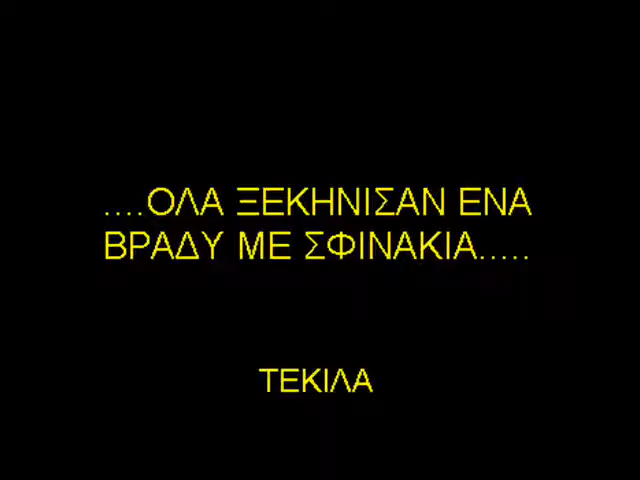 ....ΟΛΑ ΞΕΚΗΝΙΣΑΝ ΕΝΑ
ΒΡΑΔΥ ΜΕ ΣΦΙΝΑΚΙΑ.....
ΤΕΚΙΛΑ